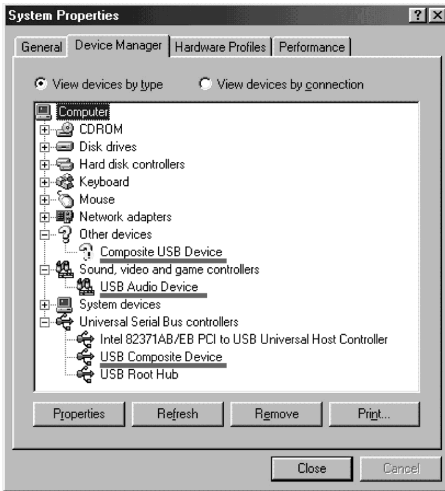 System Properties
General Device Manager Hardware Profiles Performance
View devices by type View devices by connection
Computer
CDROM
Disk drives
Hard disk controllers
Keyboard
Mouse
Network adapters
Other devices
Composite USB Device
Sound, video and game controllers
USB Audio Device
System devices
Universal Serial Bus controllers
Intel 82371AB/EB PCI to USB Universal Host Controller
USB Composite Device
USB Root Hub
Properties Refresh Remove Print...
Close Cancel